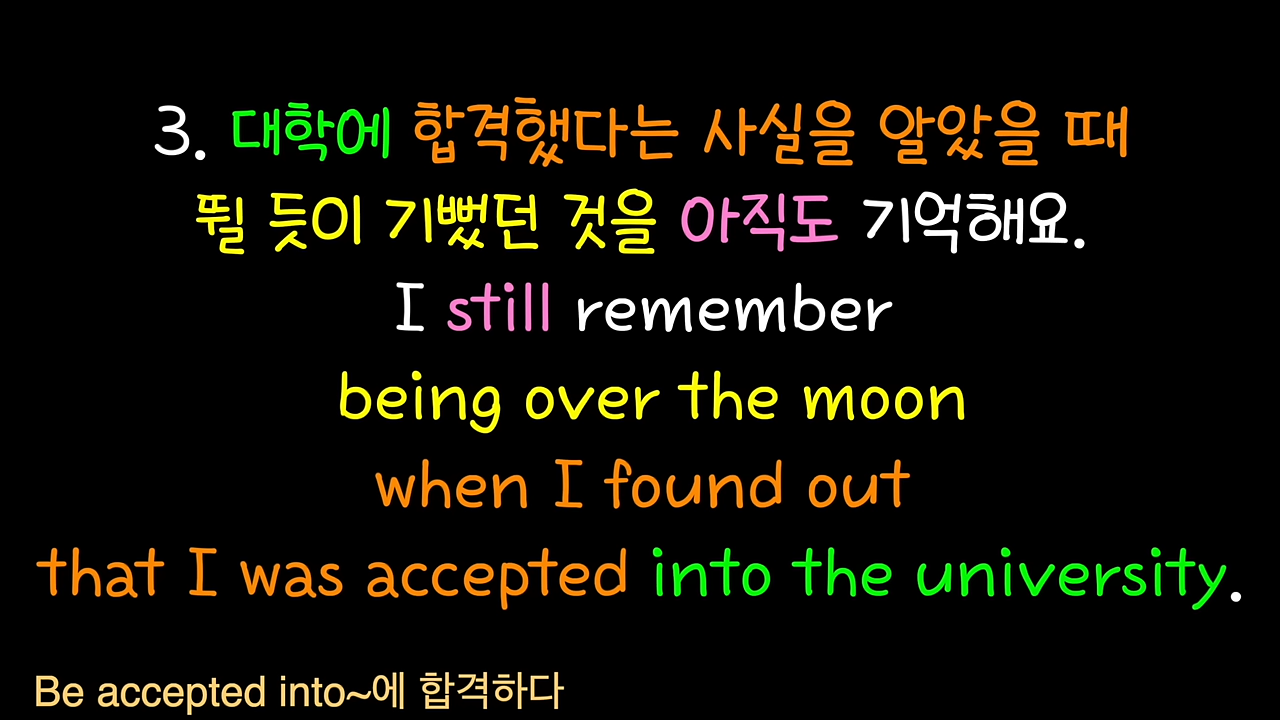 3. 대학에 합격했다는 사실을 알았을 때
뛸 듯이 기뻤던 것을 아직도 기억해요.
I still remember
being over the moon
when I found out
that I was accepted into the university.
Be accepted into~에 합격하다